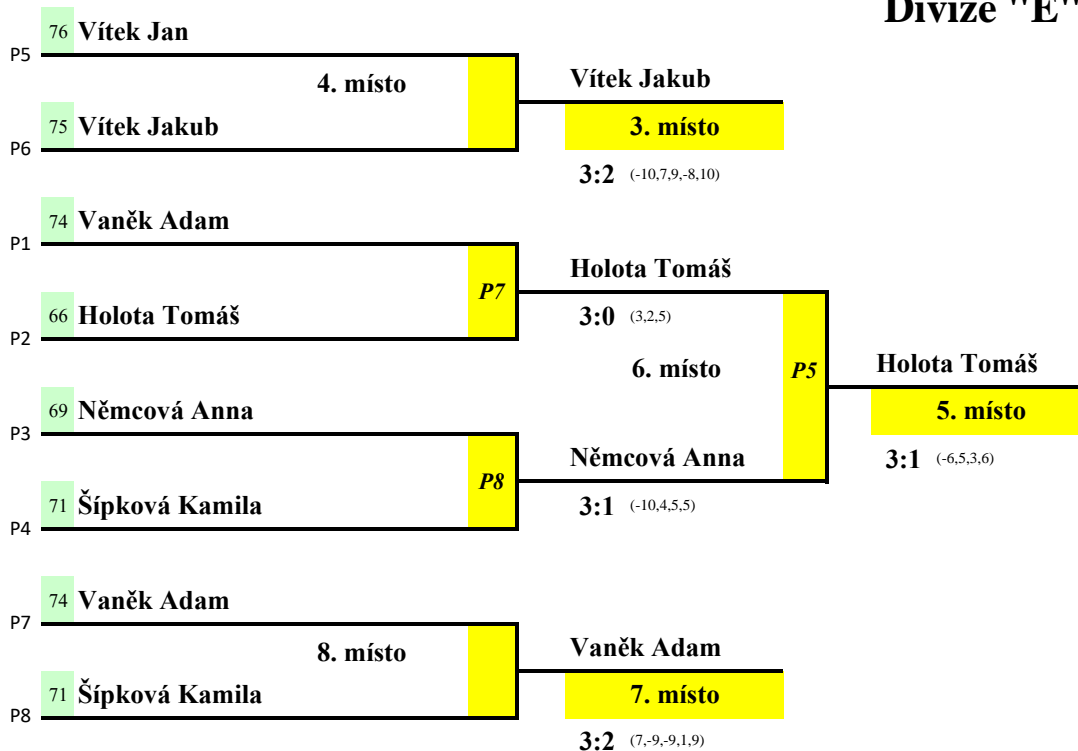 Divize "E"
76 Vítek Jan
P5
4. místo
Vítek Jakub
75 Vítek Jakub
3. místo
P6
3:2 (-10,7,9,-8,10)
74 Vaněk Adam
P1
Holota Tomáš
P7
66 Holota Tomáš
3:0 (3,2,5)
P2
6. místo
P5
Holota Tomáš
69 Němcová Anna
5. místo
P3
Němcová Anna
3:1 (-6,5,3,6)
P8
71 Šípková Kamila
3:1 (-10,4,5,5)
P4
74 Vaněk Adam
P7
8. místo
Vaněk Adam
71 Šípková Kamila
7. místo
P8
3:2 (7,-9,-9,1,9)